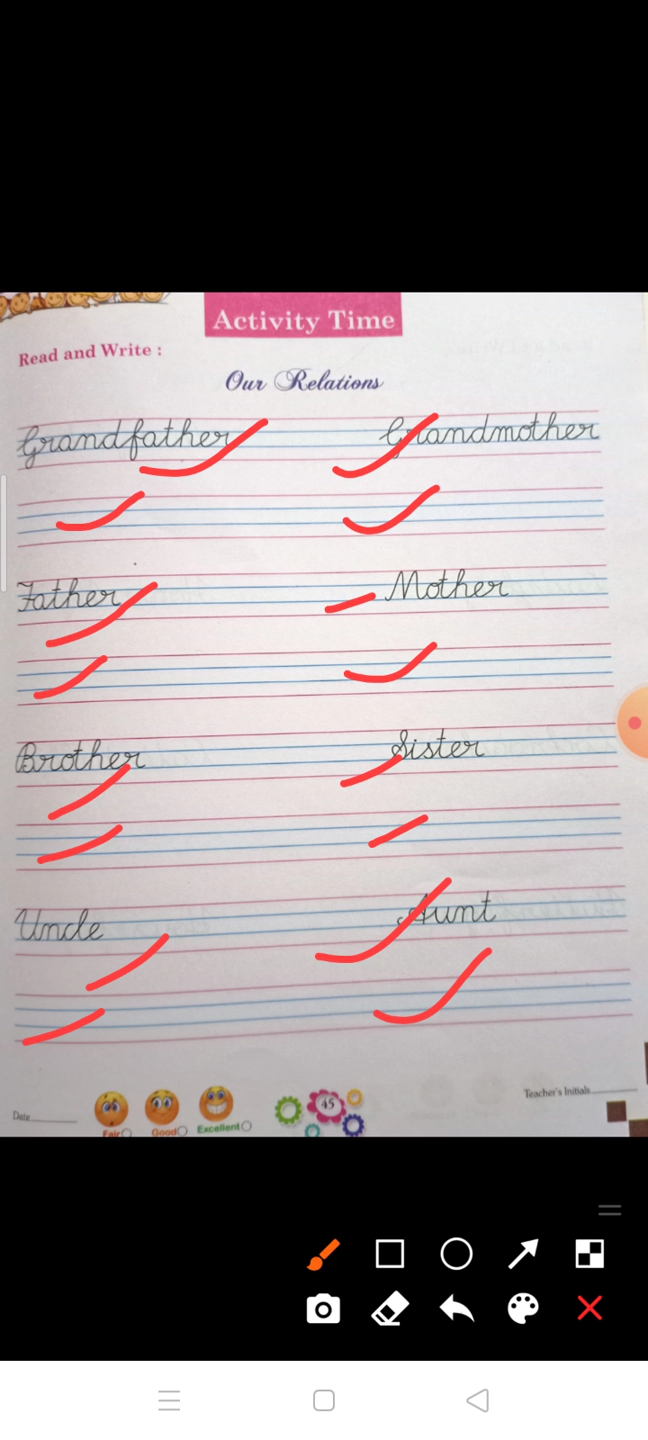 Activity Time
Read and Write :
Our Relations
Grandfather Grandmother
Father Mother
Brother Sister
Uncle Aunt
Date
Fair Good Excellent
45
Teacher's Initials